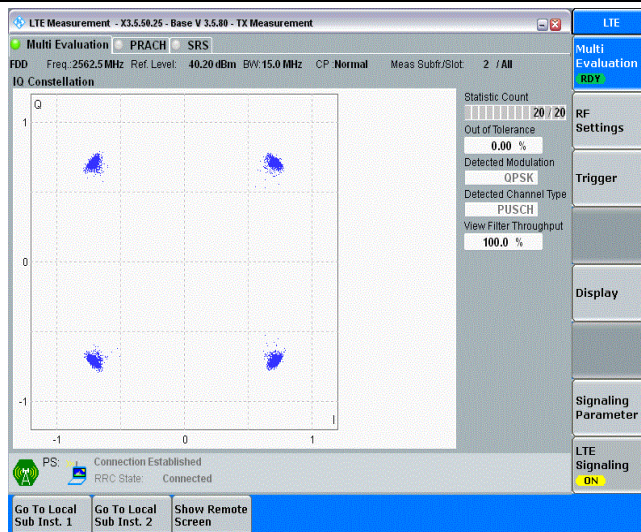 LTE Measurement - X3.5.50.25 - Base V 3.5.80 - TX Measurement
LTE
Multi Evaluation PRACH SRS
Multi
Evaluation
RDY
FDD Freq.:2562.5 MHz Ref. Level: 40.20 dBm BW:15.0 MHz CP :Normal Meas Subfr./Slot: 2 / All
IQ Constellation
Q
1
0
-1
-1 0 1
I
Statistic Count
20 / 20
Out of Tolerance
0.00 %
Detected Modulation
QPSK
Detected Channel Type
PUSCH
View Filter Throughput
100.0 %
RF
Settings
Trigger
Display
Signaling
Parameter
LTE
Signaling
ON
PS: Connection Established
RRC State: Connected
Go To Local
Sub Inst. 1
Go To Local
Sub Inst. 2
Show Remote
Screen